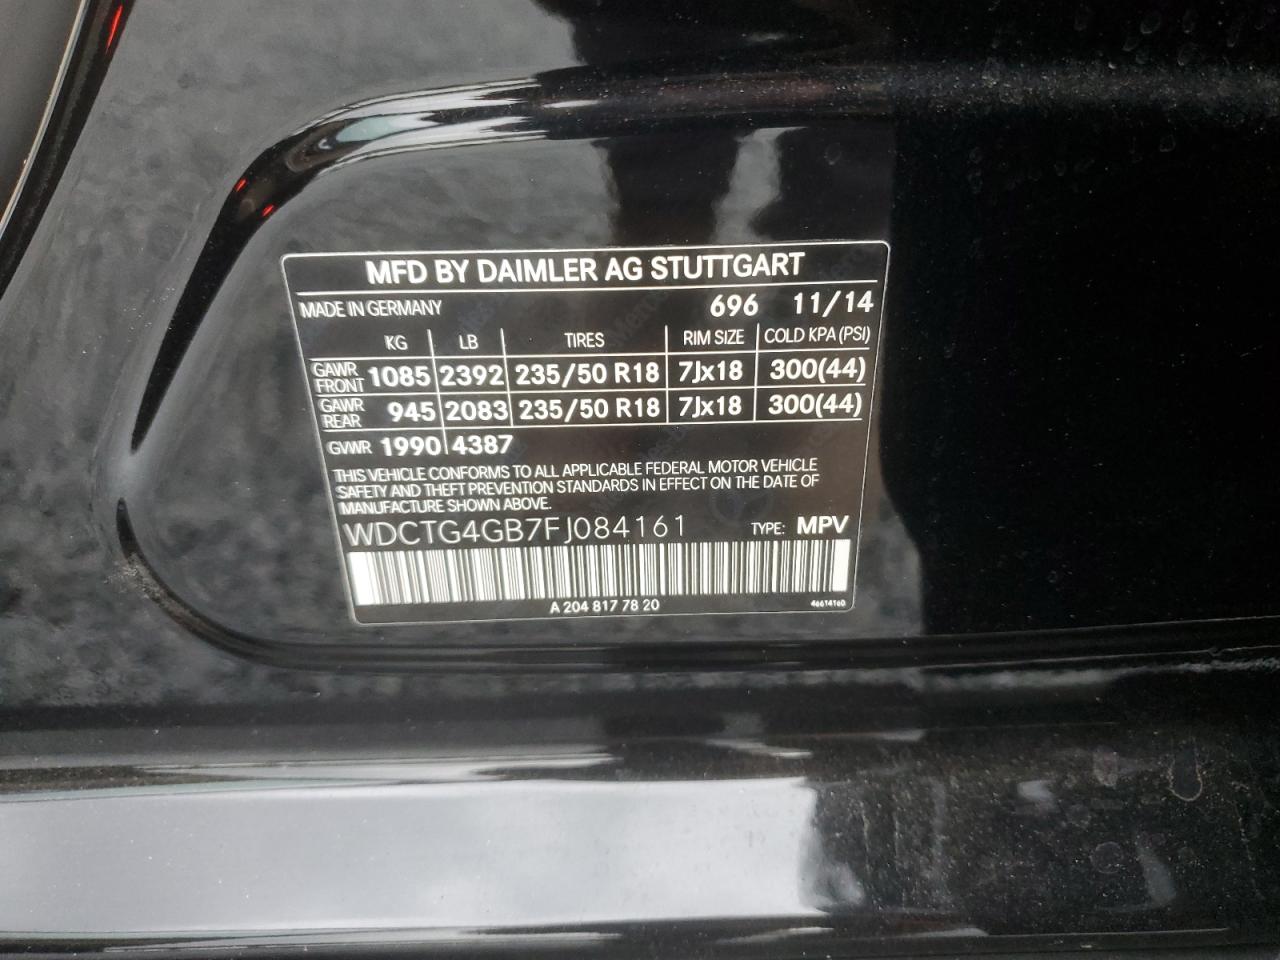 MFD BY DAIMLER AG STUTTGART
MADE IN GERMANY 696 11/14
KG LB TIRES RIM SIZE COLD KPA (PSI)
GAWR FRONT 1085 2392 235/50 R18 7Jx18 300(44)
GAWR REAR 945 2083 235/50 R18 7Jx18 300(44)
GVWR 1990 4387
THIS VEHICLE CONFORMS TO ALL APPLICABLE FEDERAL MOTOR VEHICLE
SAFETY AND THEFT PREVENTION STANDARDS IN EFFECT ON THE DATE OF
MANUFACTURE SHOWN ABOVE.
WDCTG4GB7FJ084161 TYPE: MPV
A 204 817 78 20 46614160